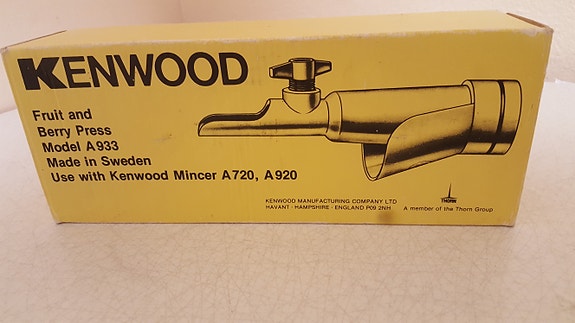 KENWOOD
Fruit and
Berry Press
Model A933
Made in Sweden
Use with Kenwood Mincer A720, A920
KENWOOD MANUFACTURING COMPANY LTD
HAVANT · HAMPSHIRE · ENGLAND P09 2NH
THORN
A member of the Thorn Group